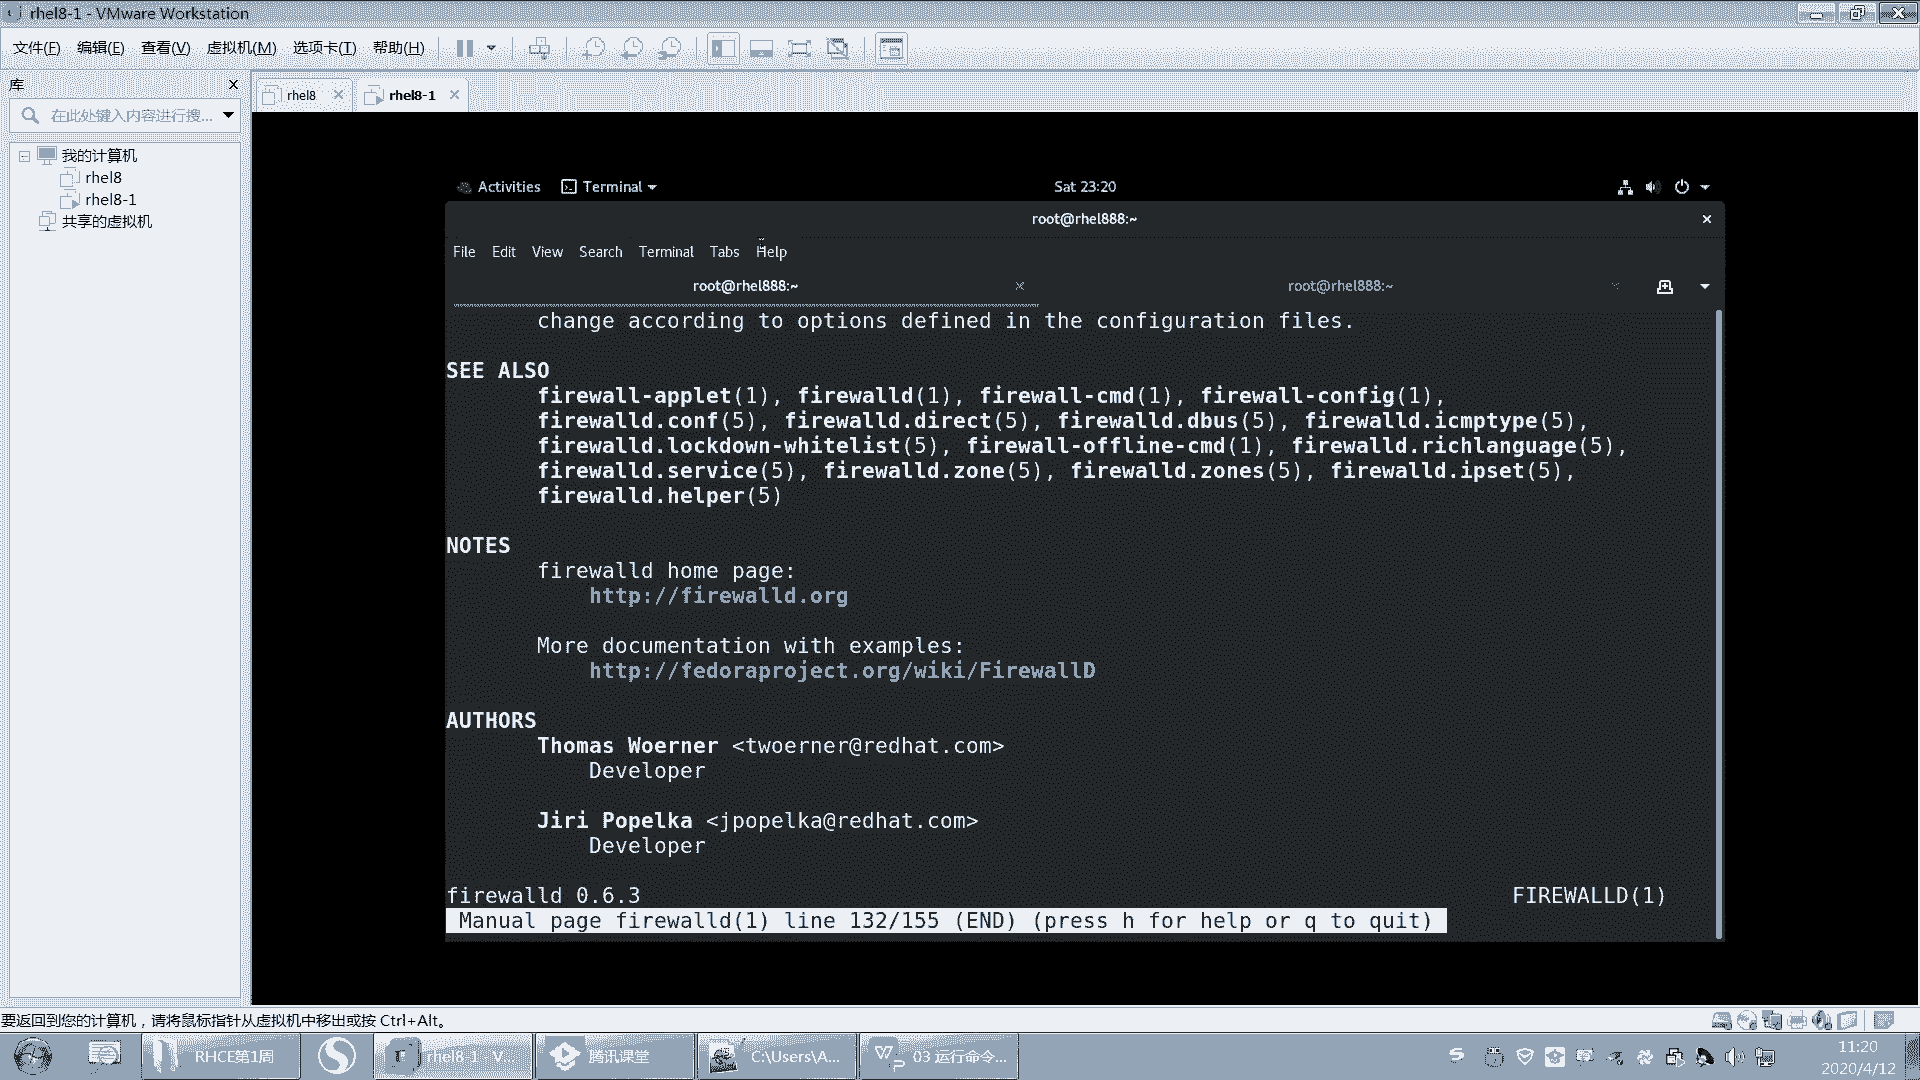 rhel8-1 - VMware Workstation
文件(F) 编辑(E) 查看(V) 虚拟机(M) 选项卡(T) 帮助(H)
库
在此处键入内容进行搜...
我的计算机
rhel8
rhel8-1
共享的虚拟机
rhel8
rhel8-1
Activities Terminal Sat 23:20
root@rhel888:~
File Edit View Search Terminal Tabs Help
root@rhel888:~ root@rhel888:~
change according to options defined in the configuration files.
SEE ALSO
firewall-applet(1), firewalld(1), firewall-cmd(1), firewall-config(1),
firewalld.conf(5), firewalld.direct(5), firewalld.dbus(5), firewalld.icmptype(5),
firewalld.lockdown-whitelist(5), firewall-offline-cmd(1), firewalld.richlanguage(5),
firewalld.service(5), firewalld.zone(5), firewalld.zones(5), firewalld.ipset(5),
firewalld.helper(5)
NOTES
firewalld home page:
http://firewalld.org
More documentation with examples:
http://fedoraproject.org/wiki/FirewallD
AUTHORS
Thomas Woerner <twoerner@redhat.com>
Developer
Jiri Popelka <jpopelka@redhat.com>
Developer
firewalld 0.6.3 FIREWALLD(1)
Manual page firewalld(1) line 132/155 (END) (press h for help or q to quit)
要返回到您的计算机，请将鼠标指针从虚拟机中移出或按 Ctrl+Alt。
RHCE第1周 rhel8-1 - V... 腾讯课堂 C:\Users\A... 03 运行命令...
11:20
2020/4/12